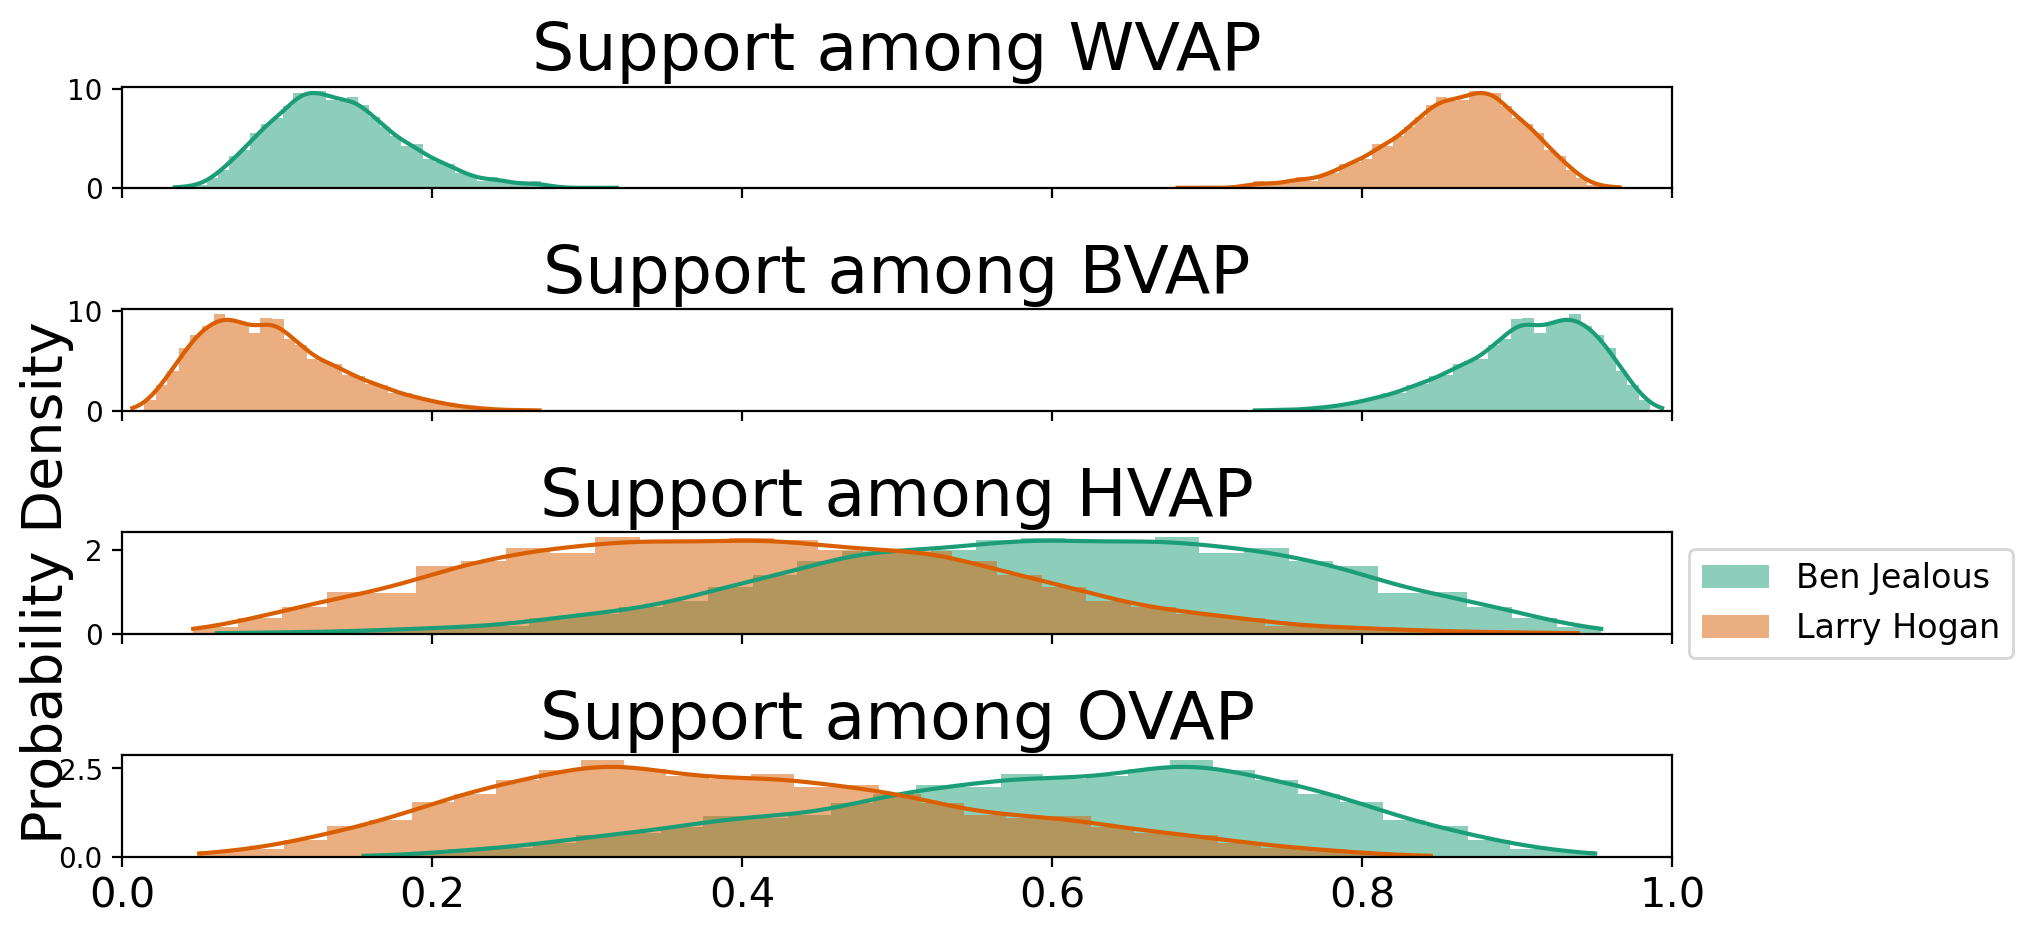 Support among WVAP
10
0
Support among BVAP
10
0
Probability Density
Support among HVAP
2
0
Ben Jealous
Larry Hogan
Support among OVAP
2.5
0.0
0.0 0.2 0.4 0.6 0.8 1.0